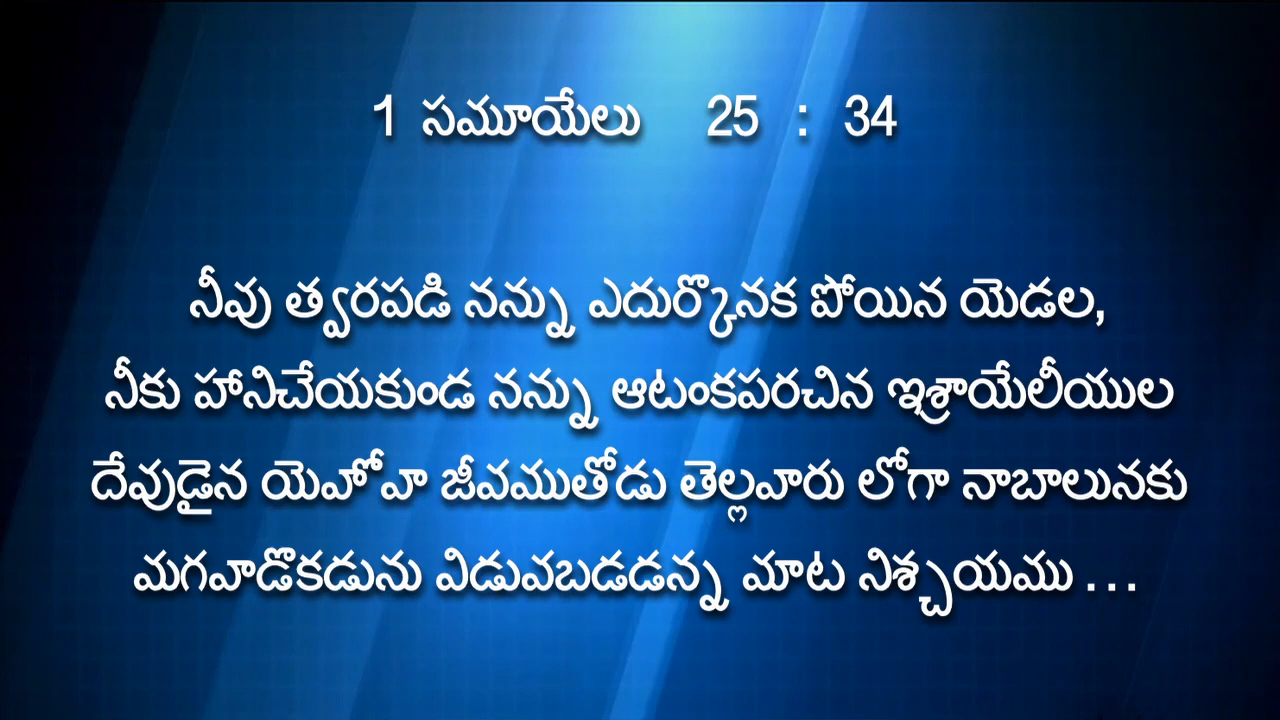 1 సమూయేలు 25 : 34
నీవు త్వరపడి నన్ను ఎదుర్కొనక పోయిన యెడల,
నీకు హానిచేయకుండ నన్ను ఆటంకపరచిన ఇశ్రాయేలీయుల
దేవుడైన యెహోవా జీవముతోడు తెల్లవారు లోగా నాబాలునకు
మగవాడొకడును విడువబడడన్న మాట నిశ్చయము ...